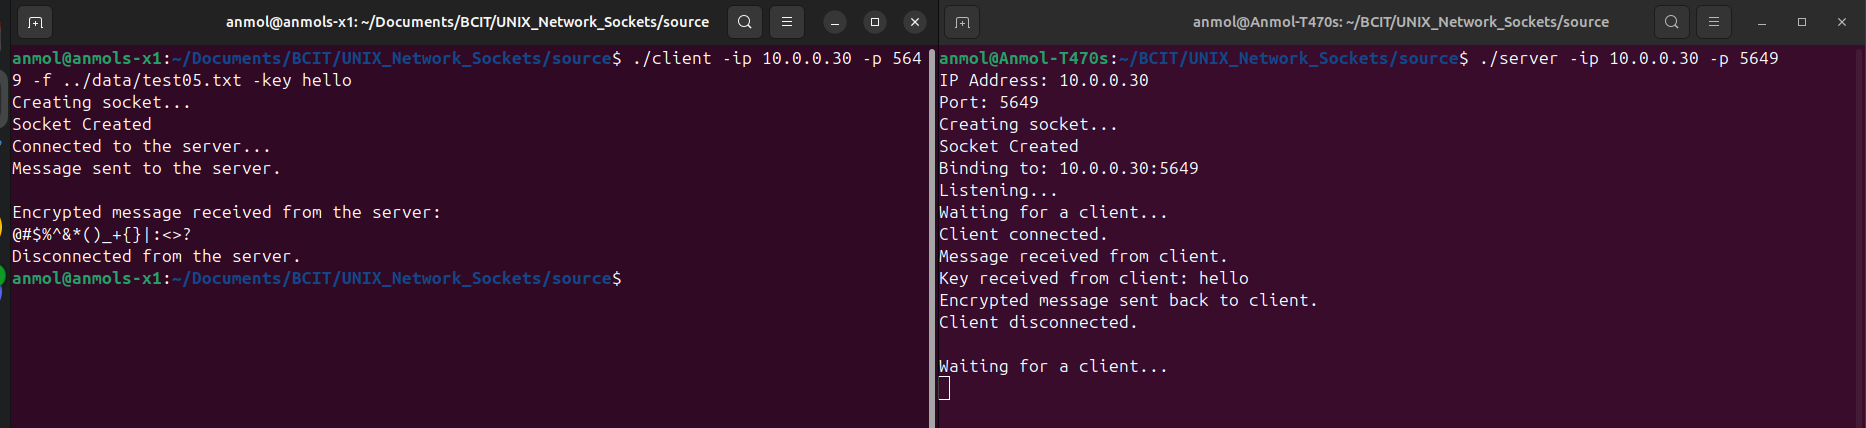 anmol@anmols-x1: ~/Documents/BCIT/UNIX_Network_Sockets/source
anmol@anmols-x1:~/Documents/BCIT/UNIX_Network_Sockets/source$ ./client -ip 10.0.0.30 -p 564
9 -f ../data/test05.txt -key hello
Creating socket...
Socket Created
Connected to the server...
Message sent to the server.
Encrypted message received from the server:
@#$%^&*()_+{}|:<>?
Disconnected from the server.
anmol@anmols-x1:~/Documents/BCIT/UNIX_Network_Sockets/source$
anmol@Anmol-T470s: ~/BCIT/UNIX_Network_Sockets/source
anmol@Anmol-T470s:~/BCIT/UNIX_Network_Sockets/source$ ./server -ip 10.0.0.30 -p 5649
IP Address: 10.0.0.30
Port: 5649
Creating socket...
Socket Created
Binding to: 10.0.0.30:5649
Listening...
Waiting for a client...
Client connected.
Message received from client.
Key received from client: hello
Encrypted message sent back to client.
Client disconnected.
Waiting for a client...